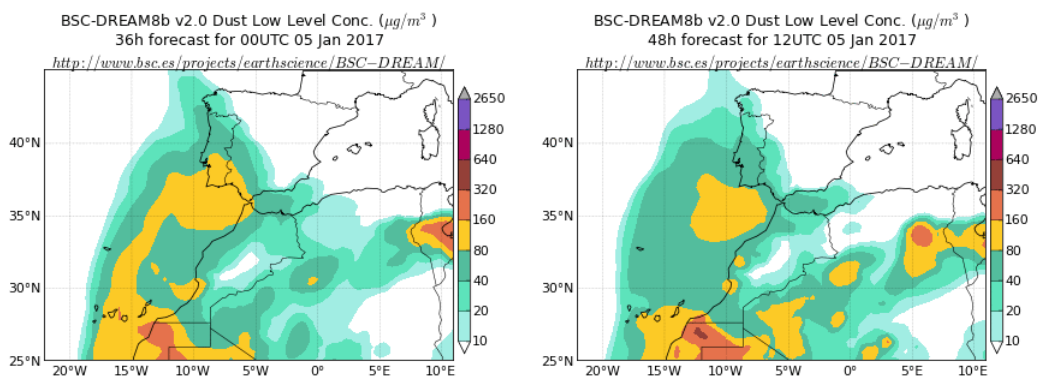 BSC-DREAM8b v2.0 Dust Low Level Conc. (μg/m³ )
36h forecast for 00UTC 05 Jan 2017
http://www.bsc.es/projects/earthscience/BSC−DREAM/
40°N
35°N
30°N
25°N
20°W 15°W 10°W 5°W 0° 5°E 10°E
2650
1280
640
320
160
80
40
20
10
BSC-DREAM8b v2.0 Dust Low Level Conc. (μg/m³ )
48h forecast for 12UTC 05 Jan 2017
http://www.bsc.es/projects/earthscience/BSC−DREAM/
40°N
35°N
30°N
25°N
20°W 15°W 10°W 5°W 0° 5°E 10°E
2650
1280
640
320
160
80
40
20
10